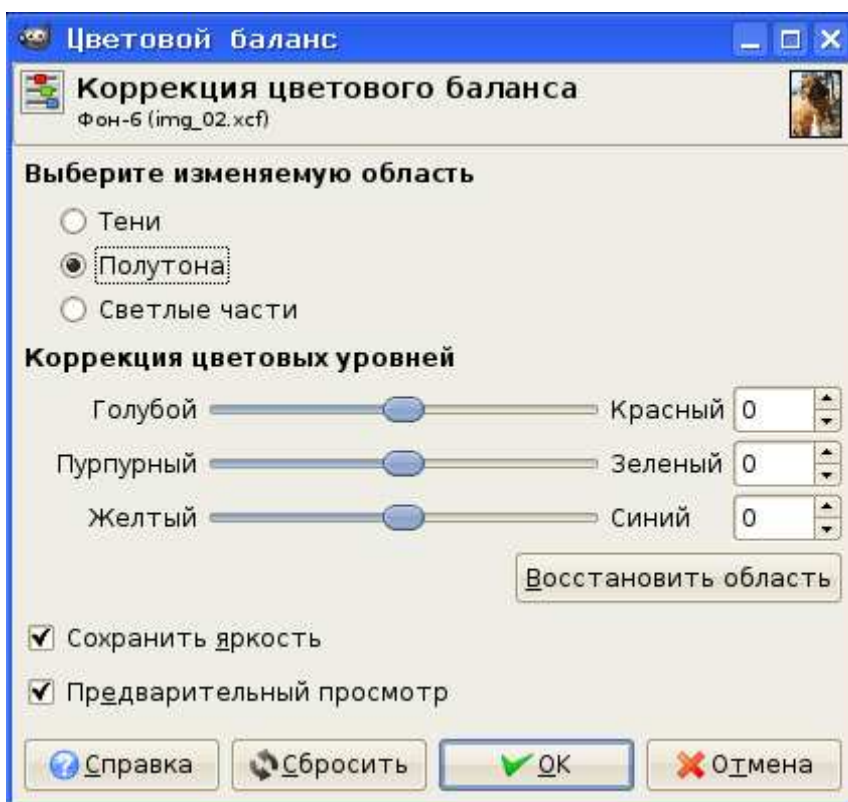 Цветовой баланс
Коррекция цветового баланса
Фон-6 (img_02.xcf)
Выберите изменяемую область
Тени
Полутона
Светлые части
Коррекция цветовых уровней
Голубой Красный 0
Пурпурный Зеленый 0
Желтый Синий 0
Восстановить область
Сохранить яркость
Предварительный просмотр
Справка Сбросить OK Отмена